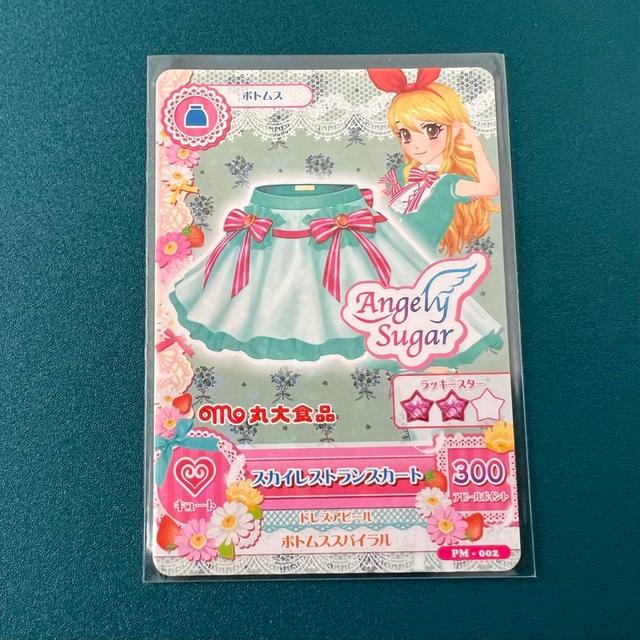 ボトムス
Angely
Sugar
ラッキースター
丸大食品
スカイレストランスカート
300
アピールポイント
キュート
ドレスアピール
ボトムススパイラル
PM-002